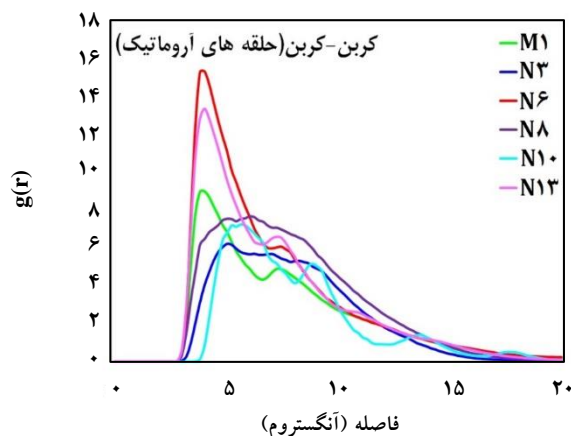 کربن-کربن(حلقه های آروماتیک)
M۱
N۳
N۶
N۸
N۱۰
N۱۳
g(r)
۱۸
۱۶
۱۴
۱۲
۱۰
۸
۶
۴
۲
۰
۰ ۵ ۱۰ ۱۵ ۲۰
فاصله (آنگستروم)